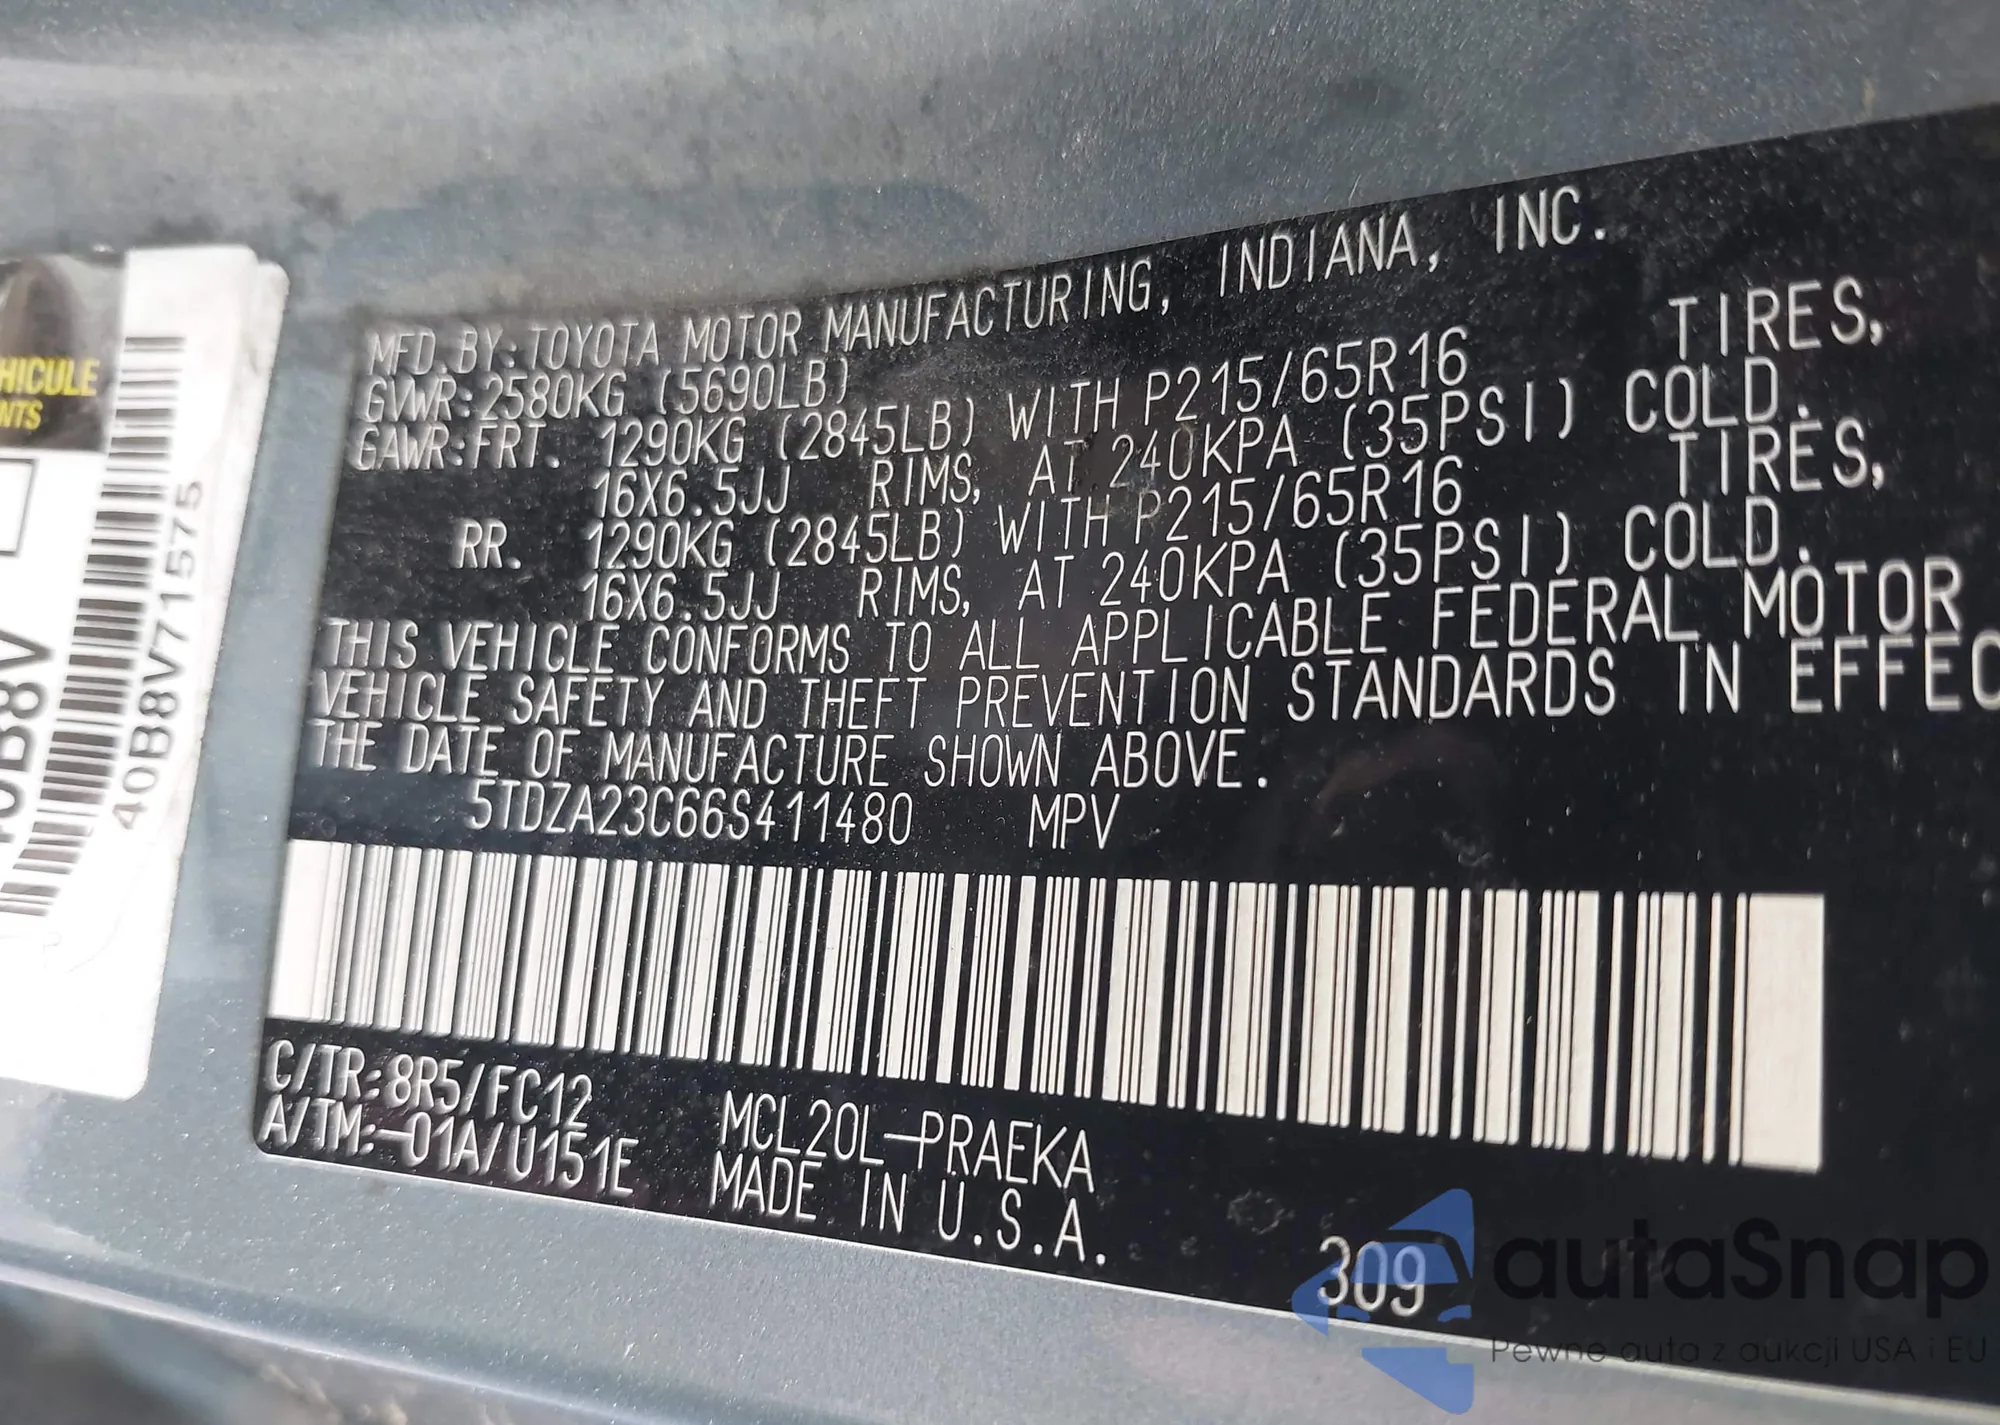 MFD.BY:TOYOTA MOTOR MANUFACTURING, INDIANA, INC.
GVWR:2580KG (5690LB)
GAWR:FRT. 1290KG (2845LB) WITH P215/65R16 TIRES,
16X6.5JJ RIMS, AT 240KPA (35PSI) COLD.
RR. 1290KG (2845LB) WITH P215/65R16 TIRES,
16X6.5JJ RIMS, AT 240KPA (35PSI) COLD.
THIS VEHICLE CONFORMS TO ALL APPLICABLE FEDERAL MOTOR
VEHICLE SAFETY AND THEFT PREVENTION STANDARDS IN EFFEC
THE DATE OF MANUFACTURE SHOWN ABOVE.
5TDZA23C66S411480 MPV
C/TR:8R5/FC12
A/TM:-01A/U151E
MCL20L-PRAEKA
MADE IN U.S.A.
309
HICULE
NTS
40B8V
40B8V71575
autaSnap
Pewne auta z aukcji USA i EU